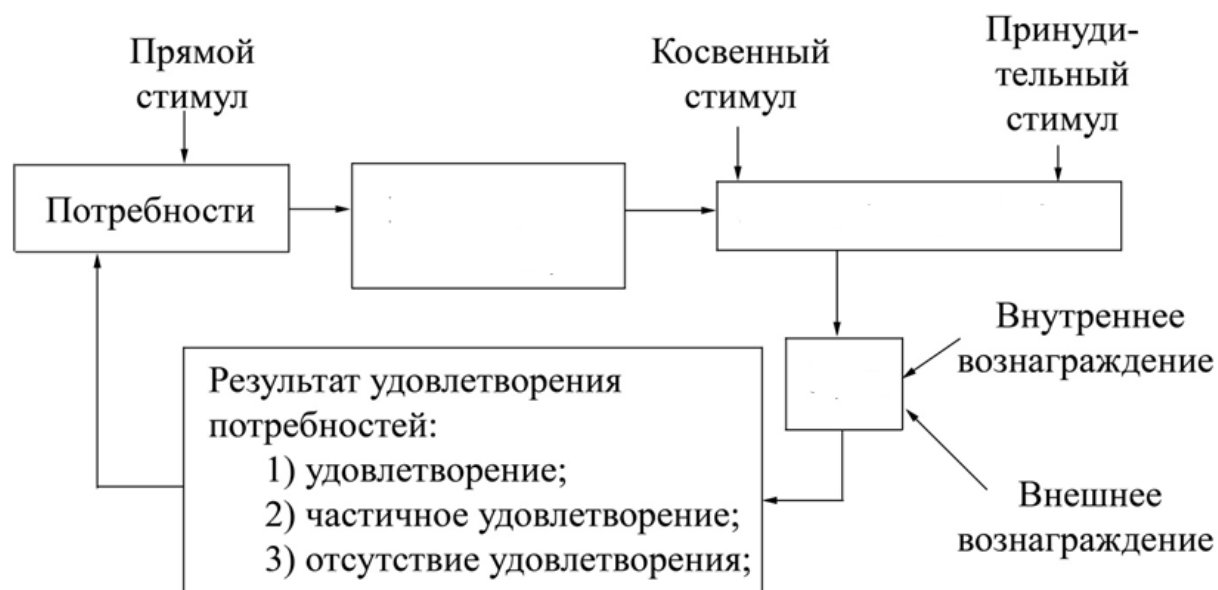 Прямой
стимул
Косвенный
стимул
Принуди-
тельный
стимул
Потребности
Внутреннее
вознаграждение
Результат удовлетворения
потребностей:
1) удовлетворение;
2) частичное удовлетворение;
3) отсутствие удовлетворения;
Внешнее
вознаграждение